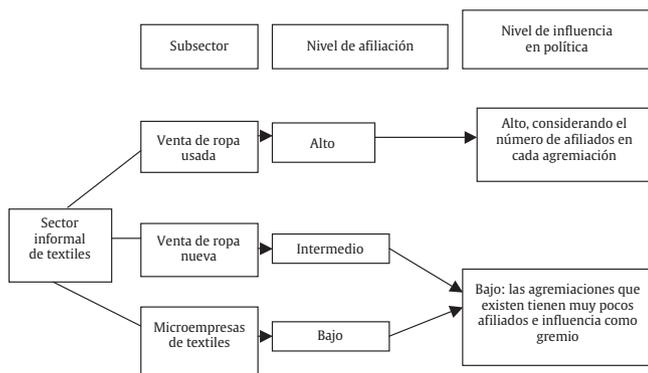 Subsector
Nivel de afiliación
Nivel de influencia
en política
Venta de ropa
usada
Alto
Alto, considerando el
número de afiliados en
cada agremiación
Sector
informal
de textiles
Venta de ropa
nueva
Intermedio
Microempresas
de textiles
Bajo
Bajo: las agremiaciones que
existen tienen muy pocos
afiliados e influencia como
gremio